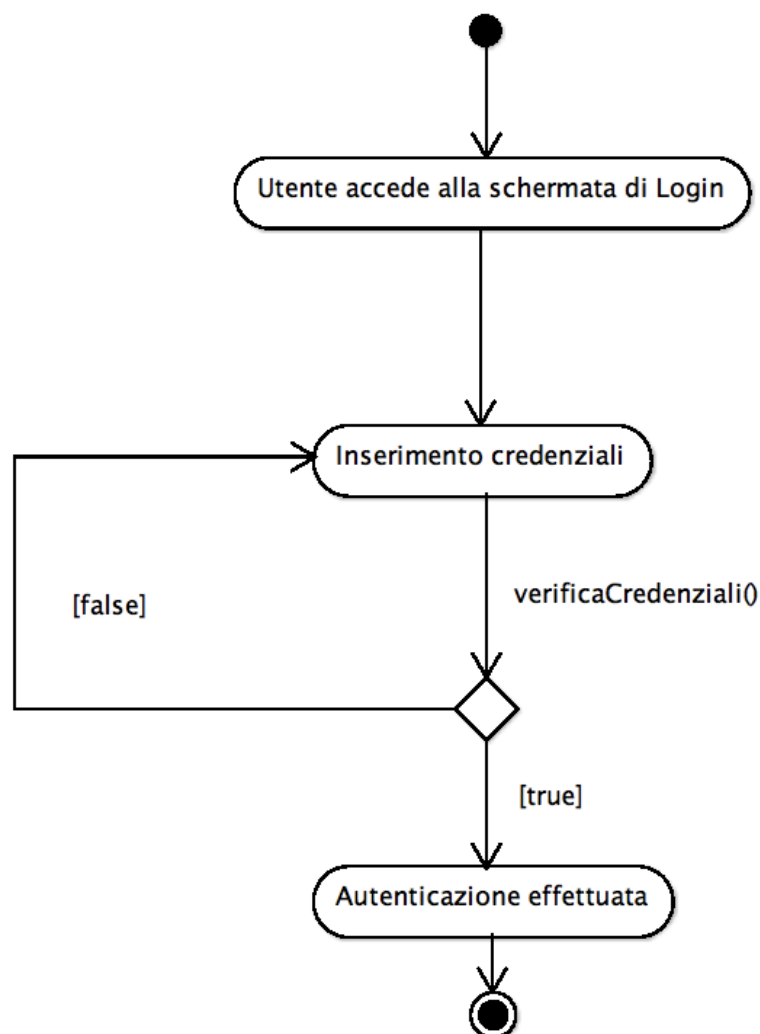 Utente accede alla schermata di Login
Inserimento credenziali
verificaCredenziali()
[false]
[true]
Autenticazione effettuata